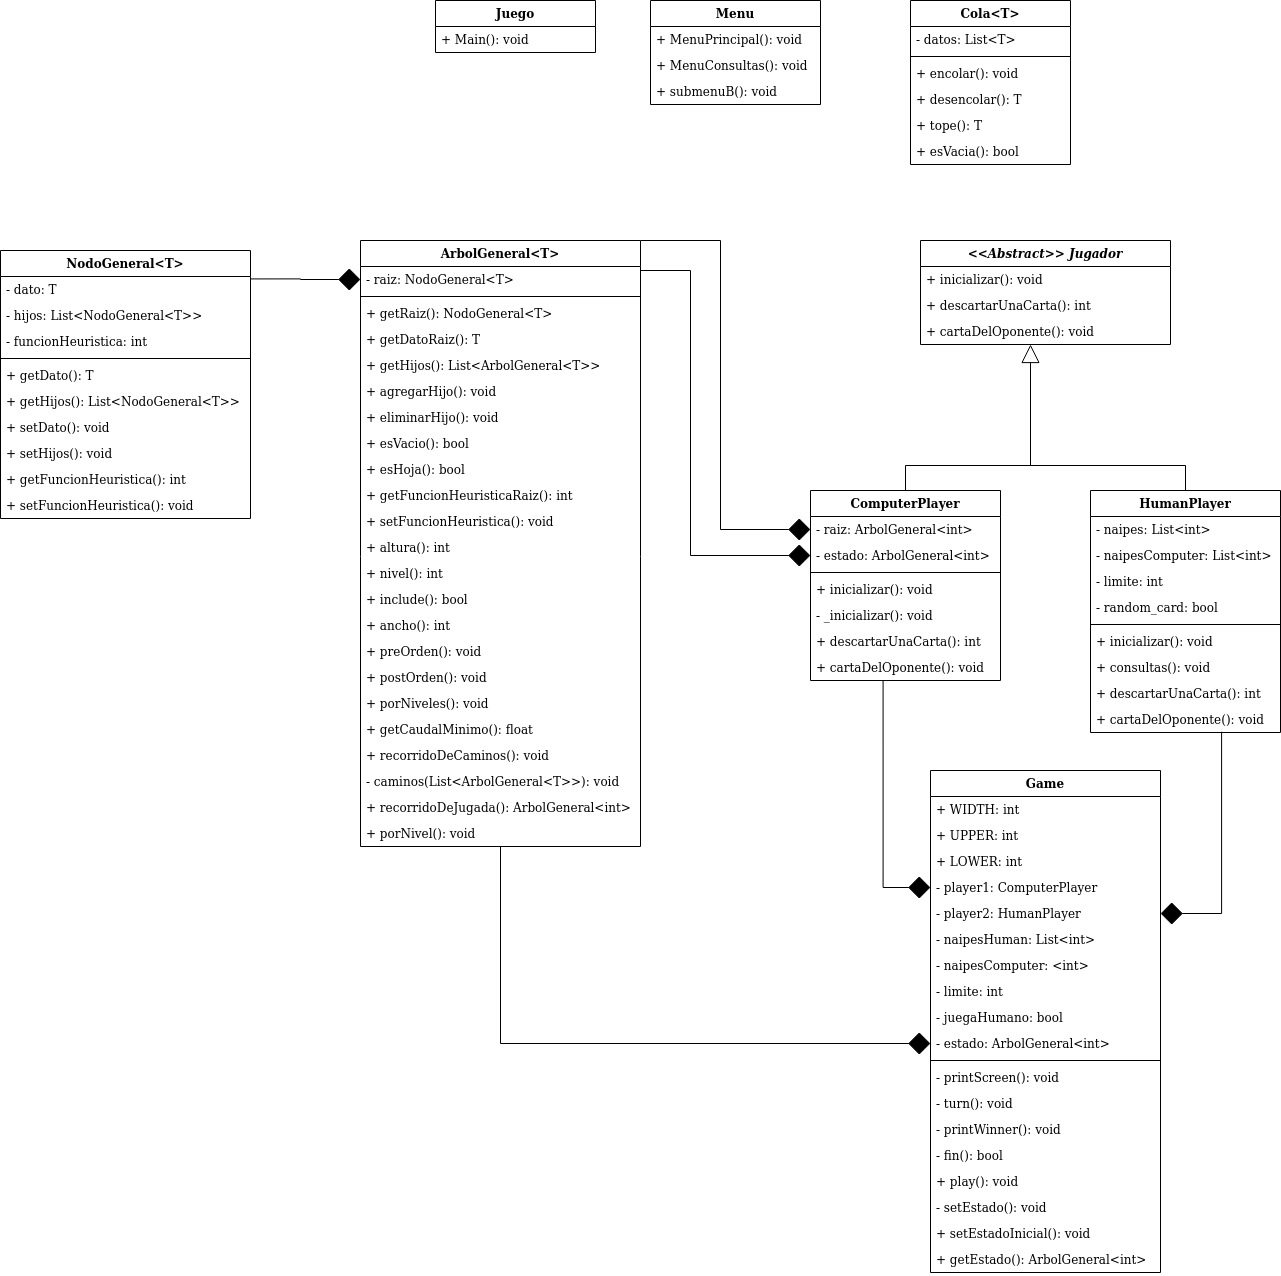 Juego
+ Main(): void
Menu
+ MenuPrincipal(): void
+ MenuConsultas(): void
+ submenuB(): void
Cola<T>
- datos: List<T>
+ encolar(): void
+ desencolar(): T
+ tope(): T
+ esVacia(): bool
NodoGeneral<T>
- dato: T
- hijos: List<NodoGeneral<T>>
- funcionHeuristica: int
+ getDato(): T
+ getHijos(): List<NodoGeneral<T>>
+ setDato(): void
+ setHijos(): void
+ getFuncionHeuristica(): int
+ setFuncionHeuristica(): void
ArbolGeneral<T>
- raiz: NodoGeneral<T>
+ getRaiz(): NodoGeneral<T>
+ getDatoRaiz(): T
+ getHijos(): List<ArbolGeneral<T>>
+ agregarHijo(): void
+ eliminarHijo(): void
+ esVacio(): bool
+ esHoja(): bool
+ getFuncionHeuristicaRaiz(): int
+ setFuncionHeuristica(): void
+ altura(): int
+ nivel(): int
+ include(): bool
+ ancho(): int
+ preOrden(): void
+ postOrden(): void
+ porNiveles(): void
+ getCaudalMinimo(): float
+ recorridoDeCaminos(): void
- caminos(List<ArbolGeneral<T>>): void
+ recorridoDeJugada(): ArbolGeneral<int>
+ porNivel(): void
<<Abstract>> Jugador
+ inicializar(): void
+ descartarUnaCarta(): int
+ cartaDelOponente(): void
ComputerPlayer
- raiz: ArbolGeneral<int>
- estado: ArbolGeneral<int>
+ inicializar(): void
- _inicializar(): void
+ descartarUnaCarta(): int
+ cartaDelOponente(): void
HumanPlayer
- naipes: List<int>
- naipesComputer: List<int>
- limite: int
- random_card: bool
+ inicializar(): void
+ consultas(): void
+ descartarUnaCarta(): int
+ cartaDelOponente(): void
Game
+ WIDTH: int
+ UPPER: int
+ LOWER: int
- player1: ComputerPlayer
- player2: HumanPlayer
- naipesHuman: List<int>
- naipesComputer: <int>
- limite: int
- juegaHumano: bool
- estado: ArbolGeneral<int>
- printScreen(): void
- turn(): void
- printWinner(): void
- fin(): bool
+ play(): void
- setEstado(): void
+ setEstadoInicial(): void
+ getEstado(): ArbolGeneral<int>